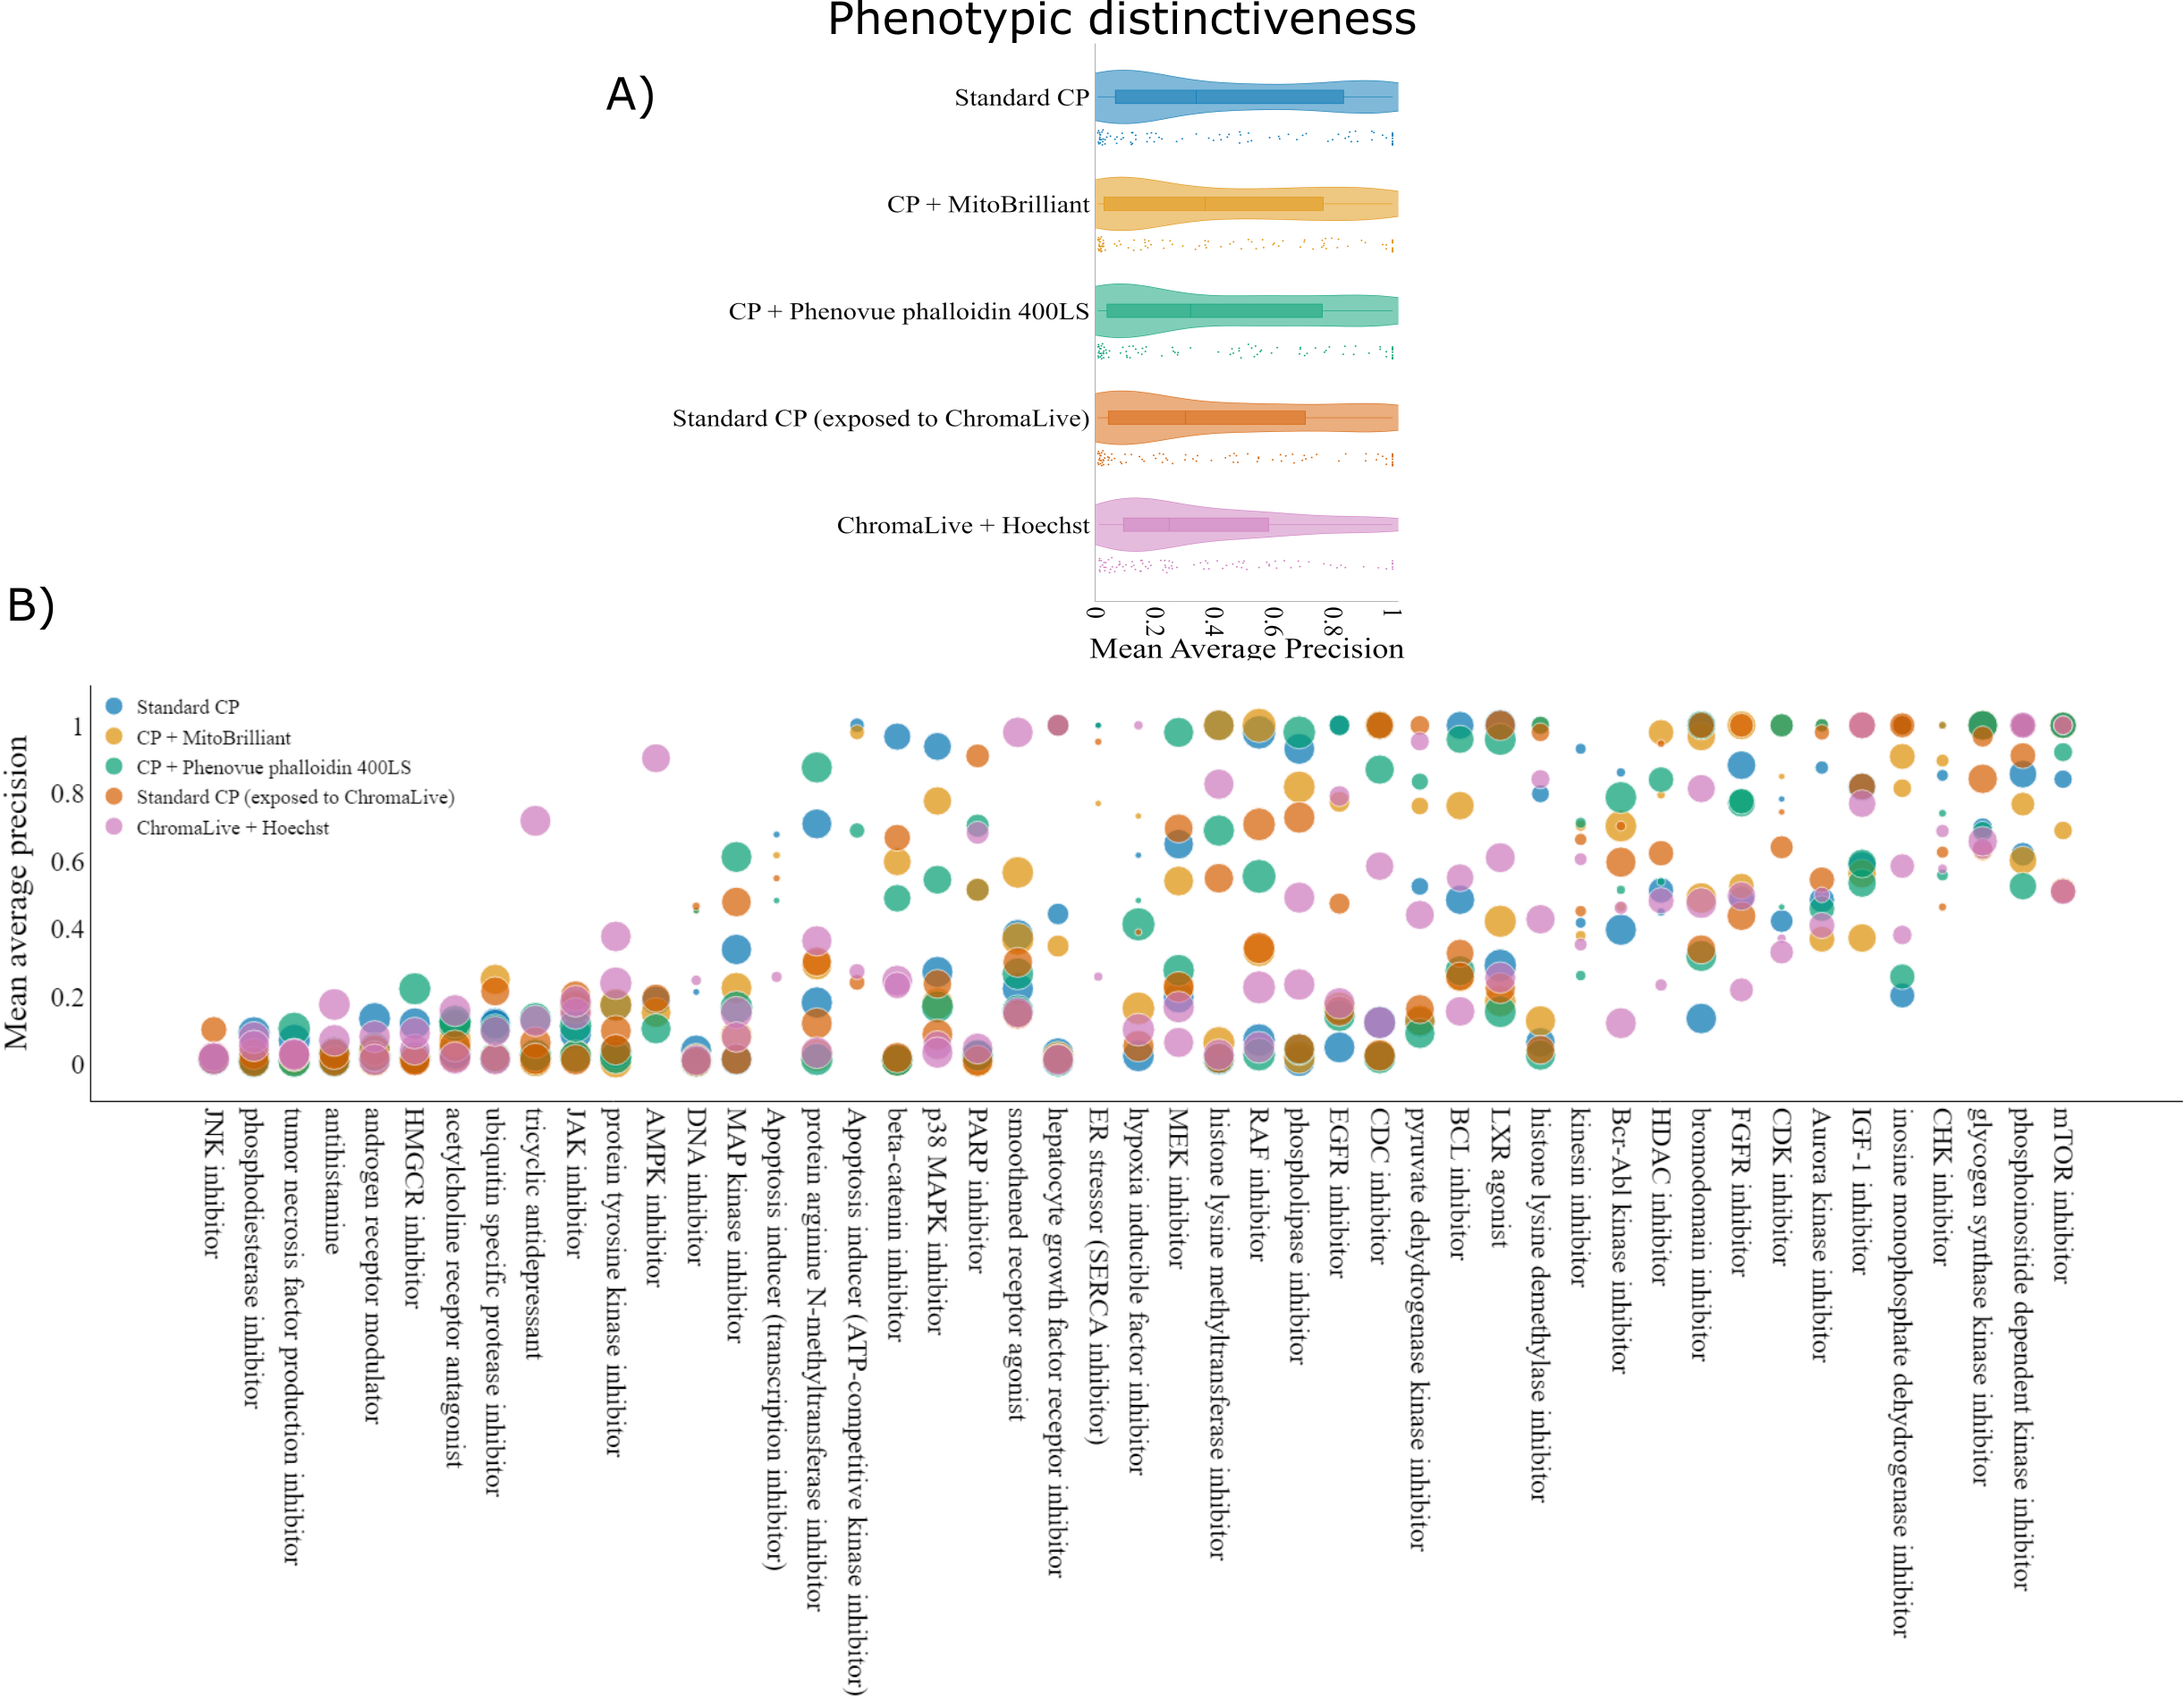 Phenotypic distinctiveness
A)
Standard CP
CP + MitoBrilliant
CP + Phenovue phalloidin 400LS
Standard CP (exposed to ChromaLive)
ChromaLive + Hoechst
0
0.2
0.4
0.6
0.8
1
Mean Average Precision
B)
Mean average precision
1
0.8
0.6
0.4
0.2
0
Standard CP
CP + MitoBrilliant
CP + Phenovue phalloidin 400LS
Standard CP (exposed to ChromaLive)
ChromaLive + Hoechst
JNK inhibitor
phosphodiesterase inhibitor
tumor necrosis factor production inhibitor
antihistamine
androgen receptor modulator
HMGCR inhibitor
acetylcholine receptor antagonist
ubiquitin specific protease inhibitor
tricyclic antidepressant
JAK inhibitor
protein tyrosine kinase inhibitor
AMPK inhibitor
DNA inhibitor
MAP kinase inhibitor
Apoptosis inducer (transcription inhibitor)
protein arginine N-methyltransferase inhibitor
Apoptosis inducer (ATP-competitive kinase inhibitor)
beta-catenin inhibitor
p38 MAPK inhibitor
PARP inhibitor
smoothened receptor agonist
hepatocyte growth factor receptor inhibitor
ER stressor (SERCA inhibitor)
hypoxia inducible factor inhibitor
MEK inhibitor
histone lysine methyltransferase inhibitor
RAF inhibitor
phospholipase inhibitor
EGFR inhibitor
CDC inhibitor
pyruvate dehydrogenase kinase inhibitor
BCL inhibitor
LXR agonist
histone lysine demethylase inhibitor
kinesin inhibitor
Bcr-Abl kinase inhibitor
HDAC inhibitor
bromodomain inhibitor
FGFR inhibitor
CDK inhibitor
Aurora kinase inhibitor
IGF-1 inhibitor
inosine monophosphate dehydrogenase inhibitor
CHK inhibitor
glycogen synthase kinase inhibitor
phosphoinositide dependent kinase inhibitor
mTOR inhibitor